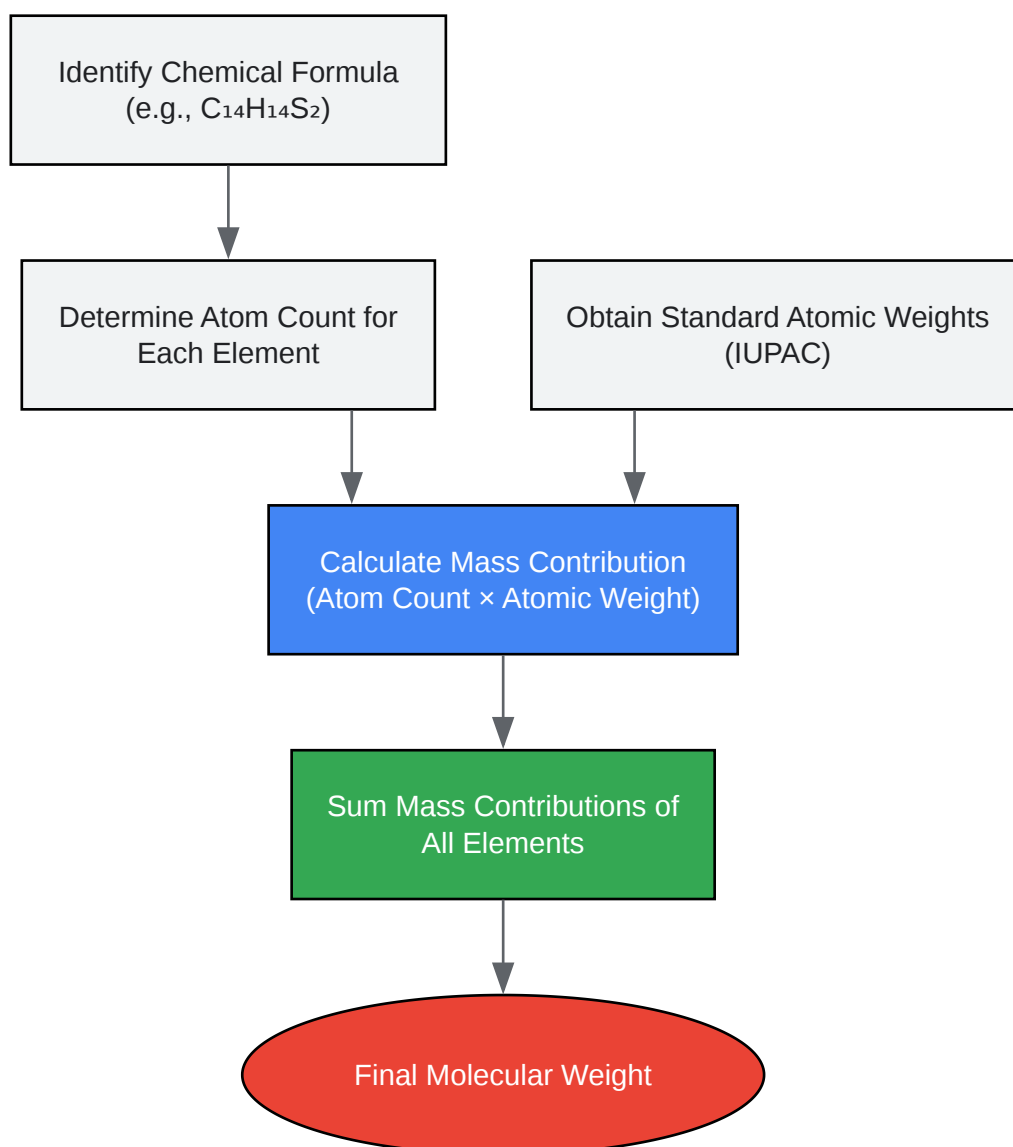 Identify Chemical Formula
(e.g., C₁₄H₁₄S₂)
Determine Atom Count for
Each Element
Obtain Standard Atomic Weights
(IUPAC)
Calculate Mass Contribution
(Atom Count × Atomic Weight)
Sum Mass Contributions of
All Elements
Final Molecular Weight